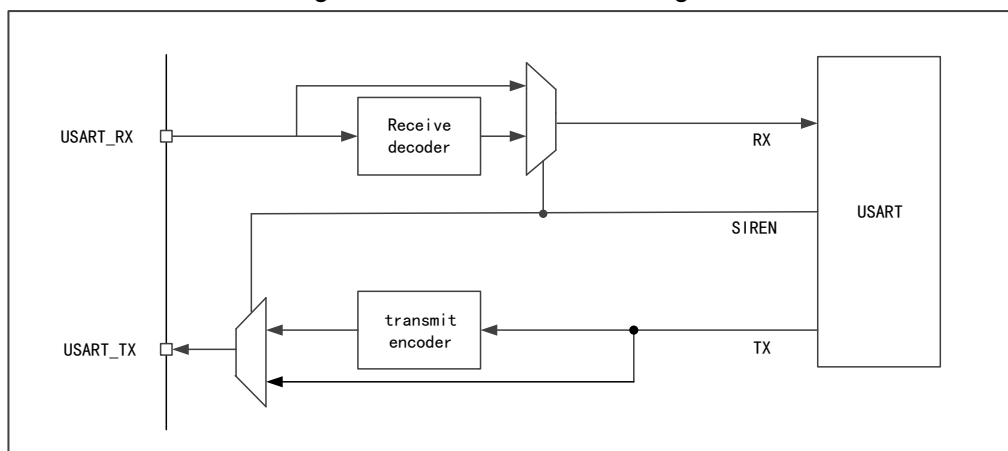 USART_RX
Receive
decoder
RX
USART
SIREN
transmit
encoder
USART_TX
TX